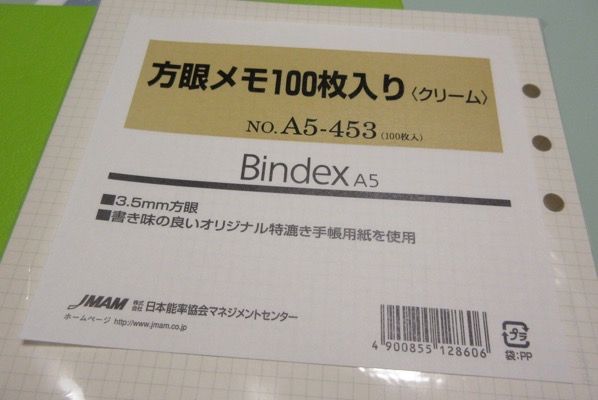 方眼メモ100枚入り〈クリーム〉
NO. A5-453 (100枚入)
Bindex A5
■3.5mm方眼
■書き味の良いオリジナル特漉き手帳用紙を使用
JMAM 株式会社 日本能率協会マネジメントセンター
ホームページ http://www.jmam.co.jp
4 900855 128606
プラ
袋:PP